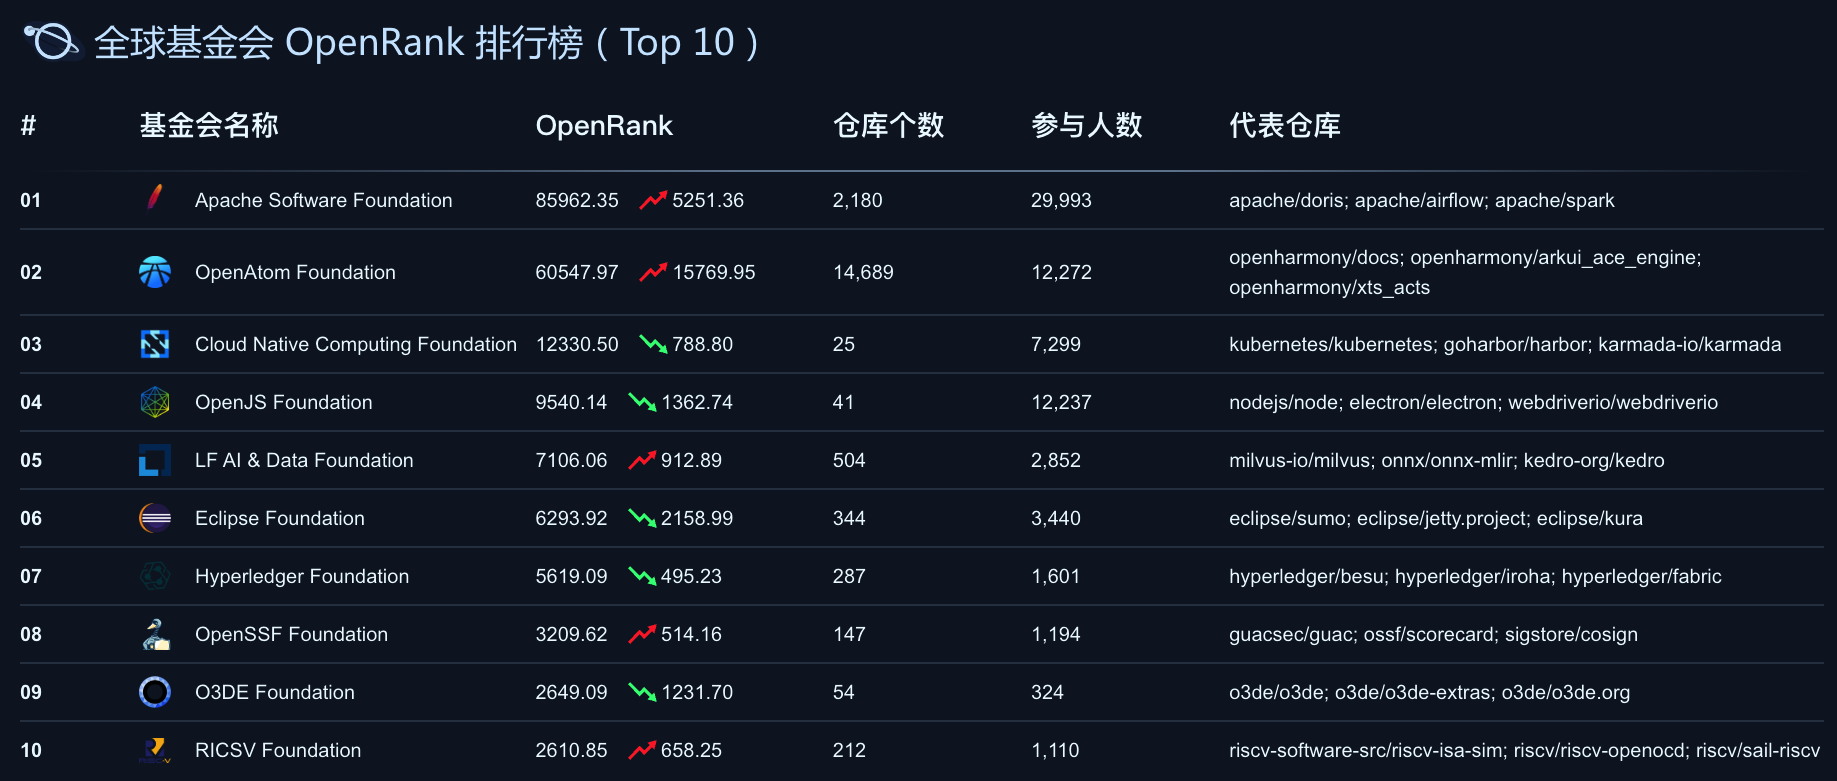 全球基金会 OpenRank 排行榜（Top 10）
# 基金会名称 OpenRank 仓库个数 参与人数 代表仓库
01 Apache Software Foundation 85962.35 5251.36 2,180 29,993 apache/doris; apache/airflow; apache/spark
02 OpenAtom Foundation 60547.97 15769.95 14,689 12,272 openharmony/docs; openharmony/arkui_ace_engine;
openharmony/xts_acts
03 Cloud Native Computing Foundation 12330.50 788.80 25 7,299 kubernetes/kubernetes; goharbor/harbor; karmada-io/karmada
04 OpenJS Foundation 9540.14 1362.74 41 12,237 nodejs/node; electron/electron; webdriverio/webdriverio
05 LF AI & Data Foundation 7106.06 912.89 504 2,852 milvus-io/milvus; onnx/onnx-mlir; kedro-org/kedro
06 Eclipse Foundation 6293.92 2158.99 344 3,440 eclipse/sumo; eclipse/jetty.project; eclipse/kura
07 Hyperledger Foundation 5619.09 495.23 287 1,601 hyperledger/besu; hyperledger/iroha; hyperledger/fabric
08 OpenSSF Foundation 3209.62 514.16 147 1,194 guacsec/guac; ossf/scorecard; sigstore/cosign
09 O3DE Foundation 2649.09 1231.70 54 324 o3de/o3de; o3de/o3de-extras; o3de/o3de.org
10 RICSV Foundation 2610.85 658.25 212 1,110 riscv-software-src/riscv-isa-sim; riscv/riscv-openocd; riscv/sail-riscv